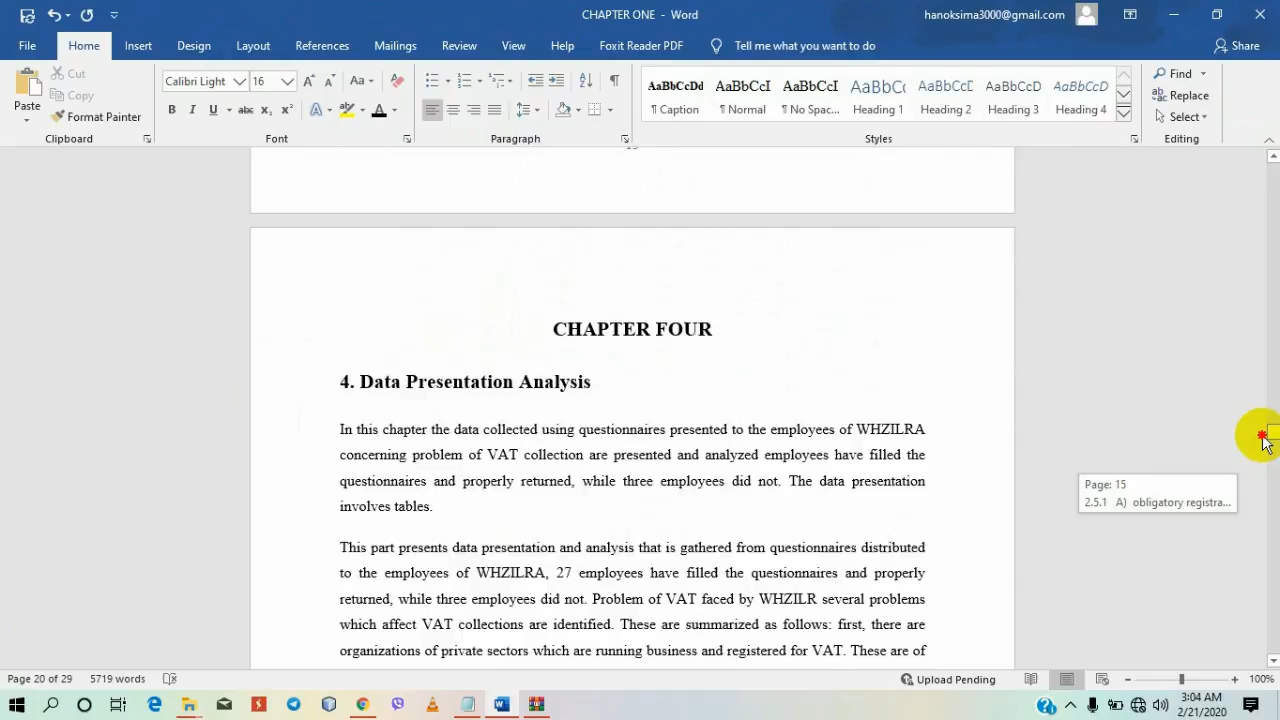 CHAPTER ONE - Word
hanoksima3000@gmail.com
File Home Insert Design Layout References Mailings Review View Help Foxit Reader PDF Tell me what you want to do Share
Paste
Cut
Copy
Format Painter
Clipboard
Calibri Light 16
Font
Paragraph
AaBbCcDd AaBbCcI AaBbCcI AaBbCc AaBbCcD AaBbCcD AaBbCcD
¶ Caption ¶ Normal ¶ No Spac... Heading 1 Heading 2 Heading 3 Heading 4
Styles
Find
Replace
Select
Editing
CHAPTER FOUR
4. Data Presentation Analysis
In this chapter the data collected using questionnaires presented to the employees of WHZILRA
concerning problem of VAT collection are presented and analyzed employees have filled the
questionnaires and properly returned, while three employees did not. The data presentation
involves tables.
This part presents data presentation and analysis that is gathered from questionnaires distributed
to the employees of WHZILRA, 27 employees have filled the questionnaires and properly
returned, while three employees did not. Problem of VAT faced by WHZILR several problems
which affect VAT collections are identified. These are summarized as follows: first, there are
organizations of private sectors which are running business and registered for VAT. These are of
Page: 15
2.5.1 A) obligatory registra...
Page 20 of 29 5719 words
Upload Pending
100%
3:04 AM
2/21/2020